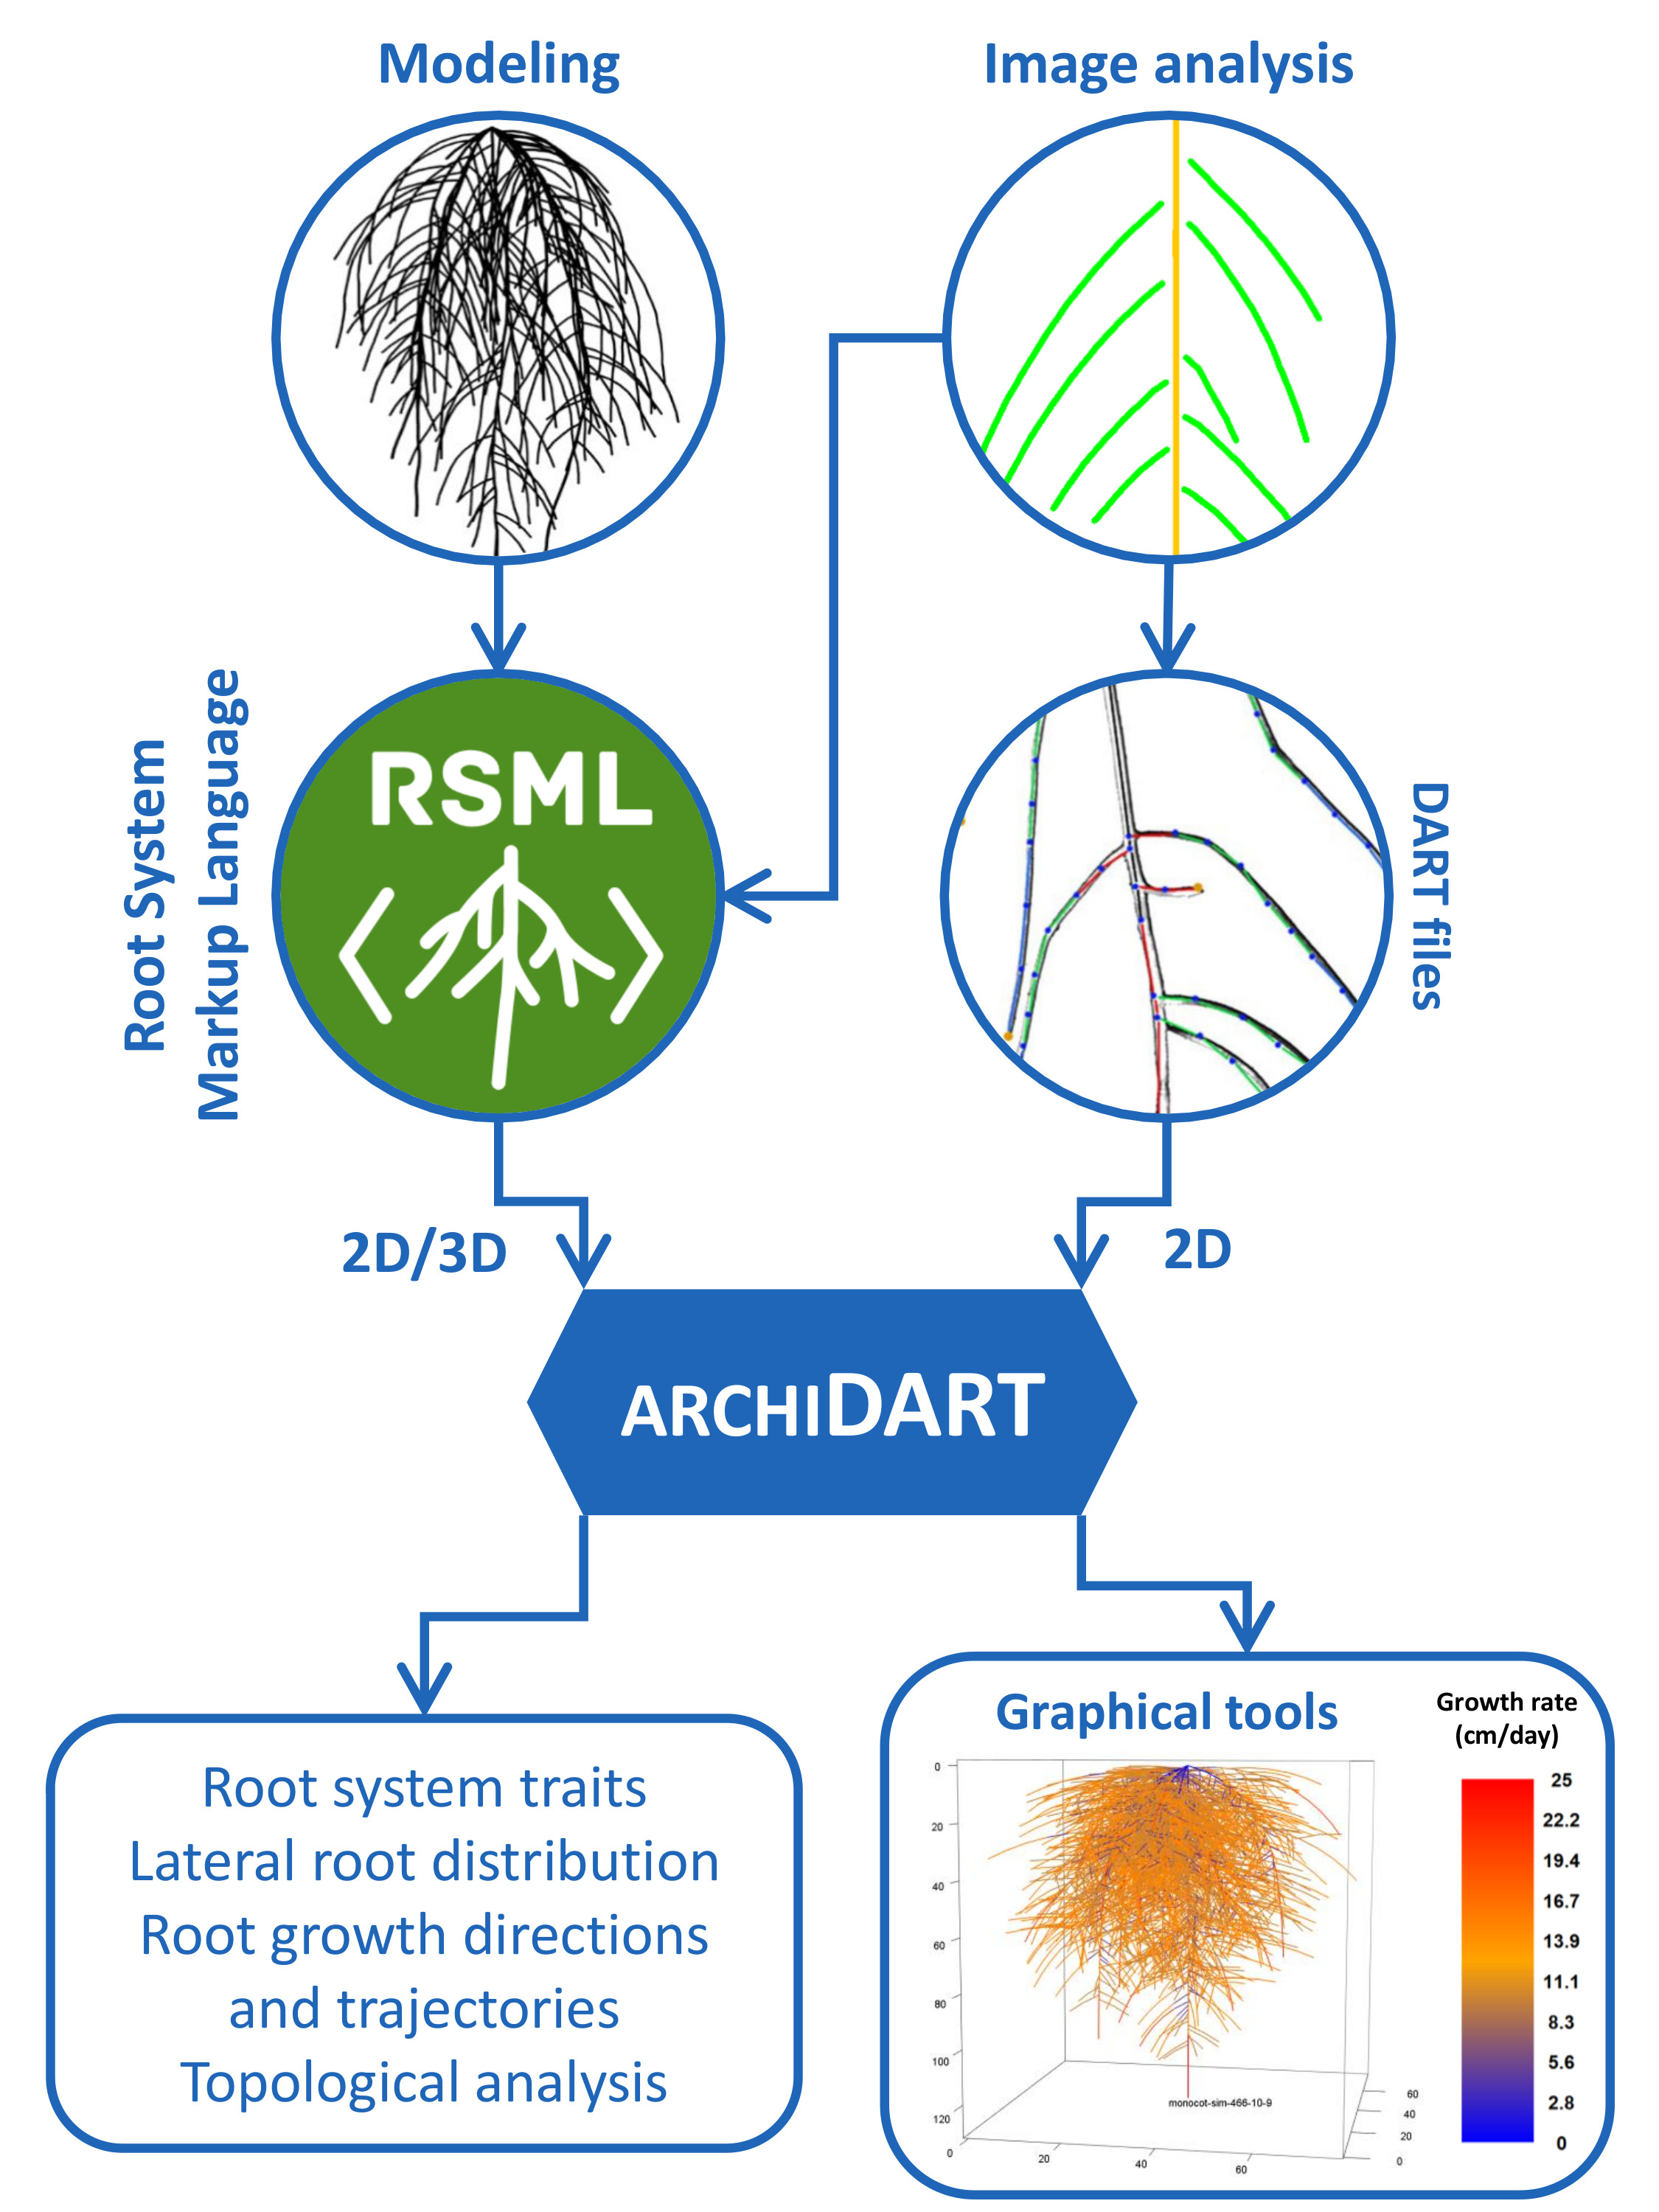 Modeling
Image analysis
Root System
Markup Language
RSML
DART files
2D/3D
2D
ARCHIDART
Root system traits
Lateral root distribution
Root growth directions
and trajectories
Topological analysis
Graphical tools
Growth rate
(cm/day)
25
22.2
19.4
16.7
13.9
11.1
8.3
5.6
2.8
0
0
20
40
60
80
100
120
monocot-sim-466-10-9
0
20
40
60
60
40
20
0